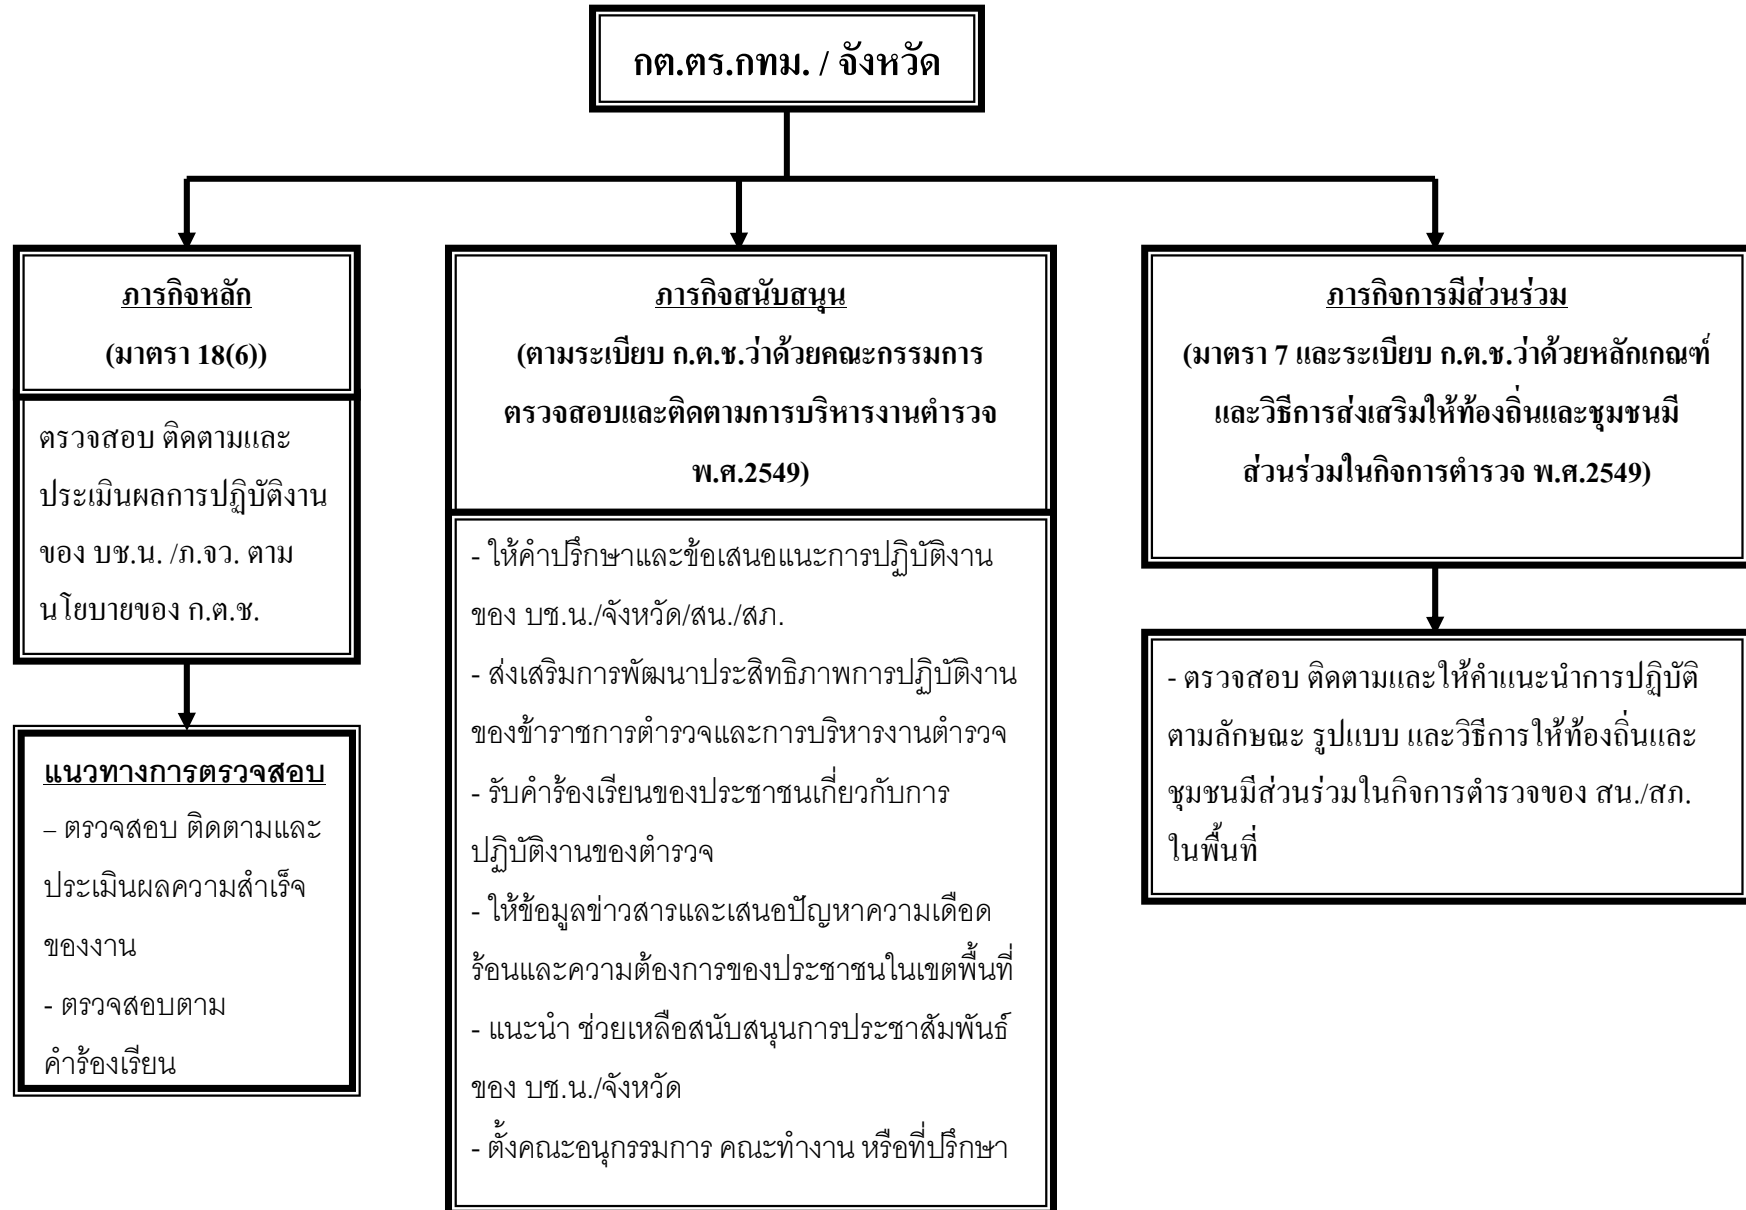 กต.ตร.กทม. / จังหวัด
ภารกิจหลัก
(มาตรา 18(6))
ตรวจสอบ ติดตามและ
ประเมินผลการปฏิบัติงาน
ของ บช.น. /ภ.จว. ตาม
นโยบายของ ก.ต.ช.
แนวทางการตรวจสอบ
– ตรวจสอบ ติดตามและ
ประเมินผลความสำเร็จ
ของงาน
- ตรวจสอบตาม
คำร้องเรียน
ภารกิจสนับสนุน
(ตามระเบียบ ก.ต.ช.ว่าด้วยคณะกรรมการ
ตรวจสอบและติดตามการบริหารงานตำรวจ
พ.ศ.2549)
- ให้คำปรึกษาและข้อเสนอแนะการปฏิบัติงาน
ของ บช.น./จังหวัด/สน./สภ.
- ส่งเสริมการพัฒนาประสิทธิภาพการปฏิบัติงาน
ของข้าราชการตำรวจและการบริหารงานตำรวจ
- รับคำร้องเรียนของประชาชนเกี่ยวกับการ
ปฏิบัติงานของตำรวจ
- ให้ข้อมูลข่าวสารและเสนอปัญหาความเดือด
ร้อนและความต้องการของประชาชนในเขตพื้นที่
- แนะนำ ช่วยเหลือสนับสนุนการประชาสัมพันธ์
ของ บช.น./จังหวัด
- ตั้งคณะอนุกรรมการ คณะทำงาน หรือที่ปรึกษา
ภารกิจการมีส่วนร่วม
(มาตรา 7 และระเบียบ ก.ต.ช.ว่าด้วยหลักเกณฑ์
และวิธีการส่งเสริมให้ท้องถิ่นและชุมชนมี
ส่วนร่วมในกิจการตำรวจ พ.ศ.2549)
- ตรวจสอบ ติดตามและให้คำแนะนำการปฏิบัติ
ตามลักษณะ รูปแบบ และวิธีการให้ท้องถิ่นและ
ชุมชนมีส่วนร่วมในกิจการตำรวจของ สน./สภ.
ในพื้นที่